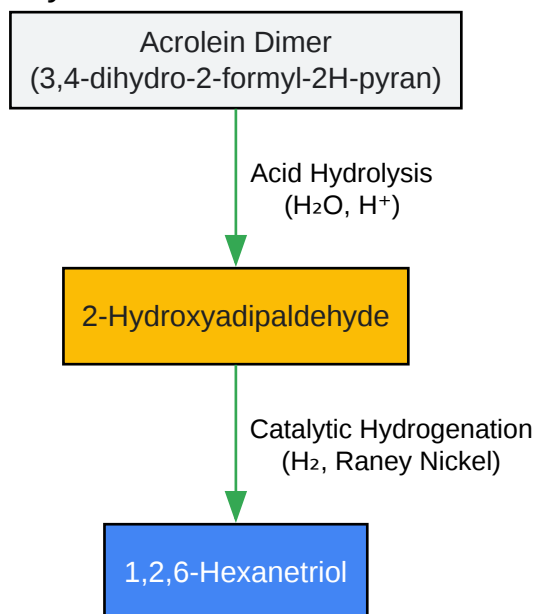 Acrolein Dimer
(3,4-dihydro-2-formyl-2H-pyran)
Acid Hydrolysis
(H₂O, H⁺)
2-Hydroxyadipaldehyde
Catalytic Hydrogenation
(H₂, Raney Nickel)
1,2,6-Hexanetriol